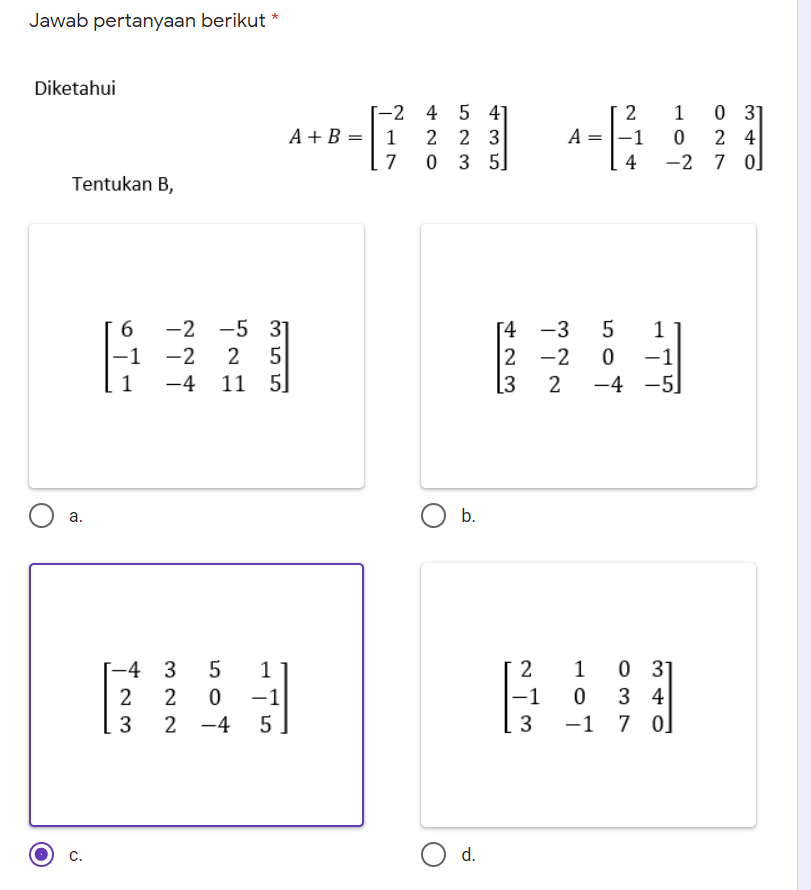 Jawab pertanyaan berikut *
Diketahui
A + B = [−2 4 5 4; 1 2 2 3; 7 0 3 5] A = [2 1 0 3; −1 0 2 4; 4 −2 7 0]
Tentukan B,
[6 −2 −5 3; −1 −2 2 5; 1 −4 11 5]
[4 −3 5 1; 2 −2 0 −1; 3 2 −4 −5]
a.
b.
[−4 3 5 1; 2 2 0 −1; 3 2 −4 5]
[2 1 0 3; −1 0 3 4; 3 −1 7 0]
c.
d.